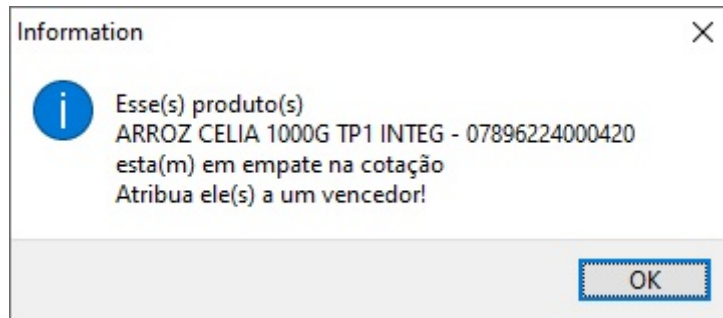 Information
Esse(s) produto(s)
ARROZ CELIA 1000G TP1 INTEG - 07896224000420
esta(m) em empate na cotação
Atribua ele(s) a um vencedor!
OK